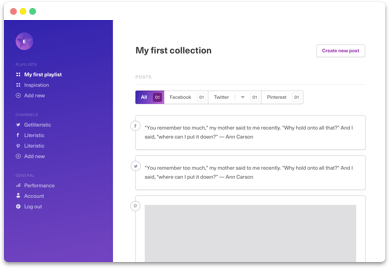 E
PLAYLISTS
My first playlist
Inspiration
Add new
CHANNELS
Getliteristic
Literistic
Literistic
Add new
GENERAL
Performance
Account
Log out
My first collection
Create new post
POSTS
All
Facebook 01
Twitter 01
Pinterest 01
"You remember too much," my mother said to me recently. "Why hold onto all that?" And I
said, "where can I put it down?" — Ann Carson
"You remember too much," my mother said to me recently. "Why hold onto all that?" And I
said, "where can I put it down?" — Ann Carson